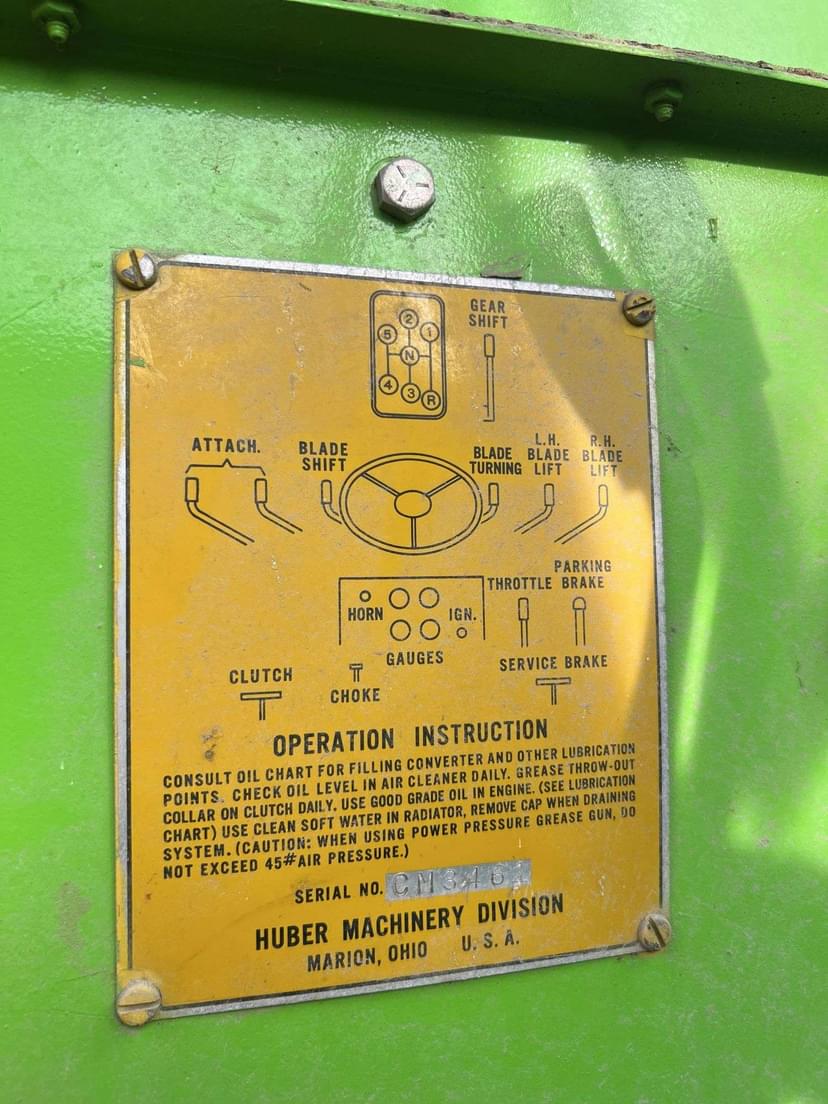 GEAR
SHIFT
2
5 1
N
4 3 R
ATTACH.
BLADE
SHIFT
BLADE
TURNING
L.H.
BLADE
LIFT
R.H.
BLADE
LIFT
HORN
IGN.
GAUGES
THROTTLE
PARKING
BRAKE
CLUTCH
CHOKE
SERVICE BRAKE
OPERATION INSTRUCTION
CONSULT OIL CHART FOR FILLING CONVERTER AND OTHER LUBRICATION
POINTS. CHECK OIL LEVEL IN AIR CLEANER DAILY. GREASE THROW-OUT
COLLAR ON CLUTCH DAILY. USE GOOD GRADE OIL IN ENGINE. (SEE LUBRICATION
CHART) USE CLEAN SOFT WATER IN RADIATOR, REMOVE CAP WHEN DRAINING
SYSTEM. (CAUTION: WHEN USING POWER PRESSURE GREASE GUN, DO
NOT EXCEED 45# AIR PRESSURE.)
SERIAL NO.
HUBER MACHINERY DIVISION
MARION, OHIO U. S. A.